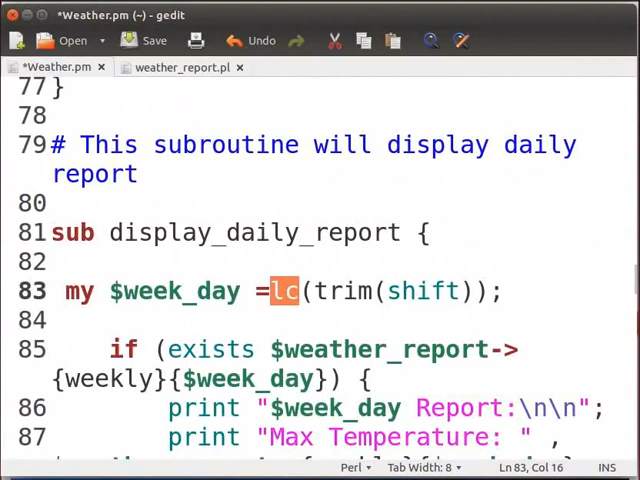 *Weather.pm (~) - gedit
Open Save Undo
*Weather.pm × weather_report.pl ×
77 }
78
79 # This subroutine will display daily
report
80
81 sub display_daily_report {
82
83 my $week_day =lc(trim(shift));
84
85 if (exists $weather_report->
{weekly}{$week_day}) {
86 print "$week_day Report:\n\n";
87 print "Max Temperature: " ,
Perl Tab Width: 8 Ln 83, Col 16 INS